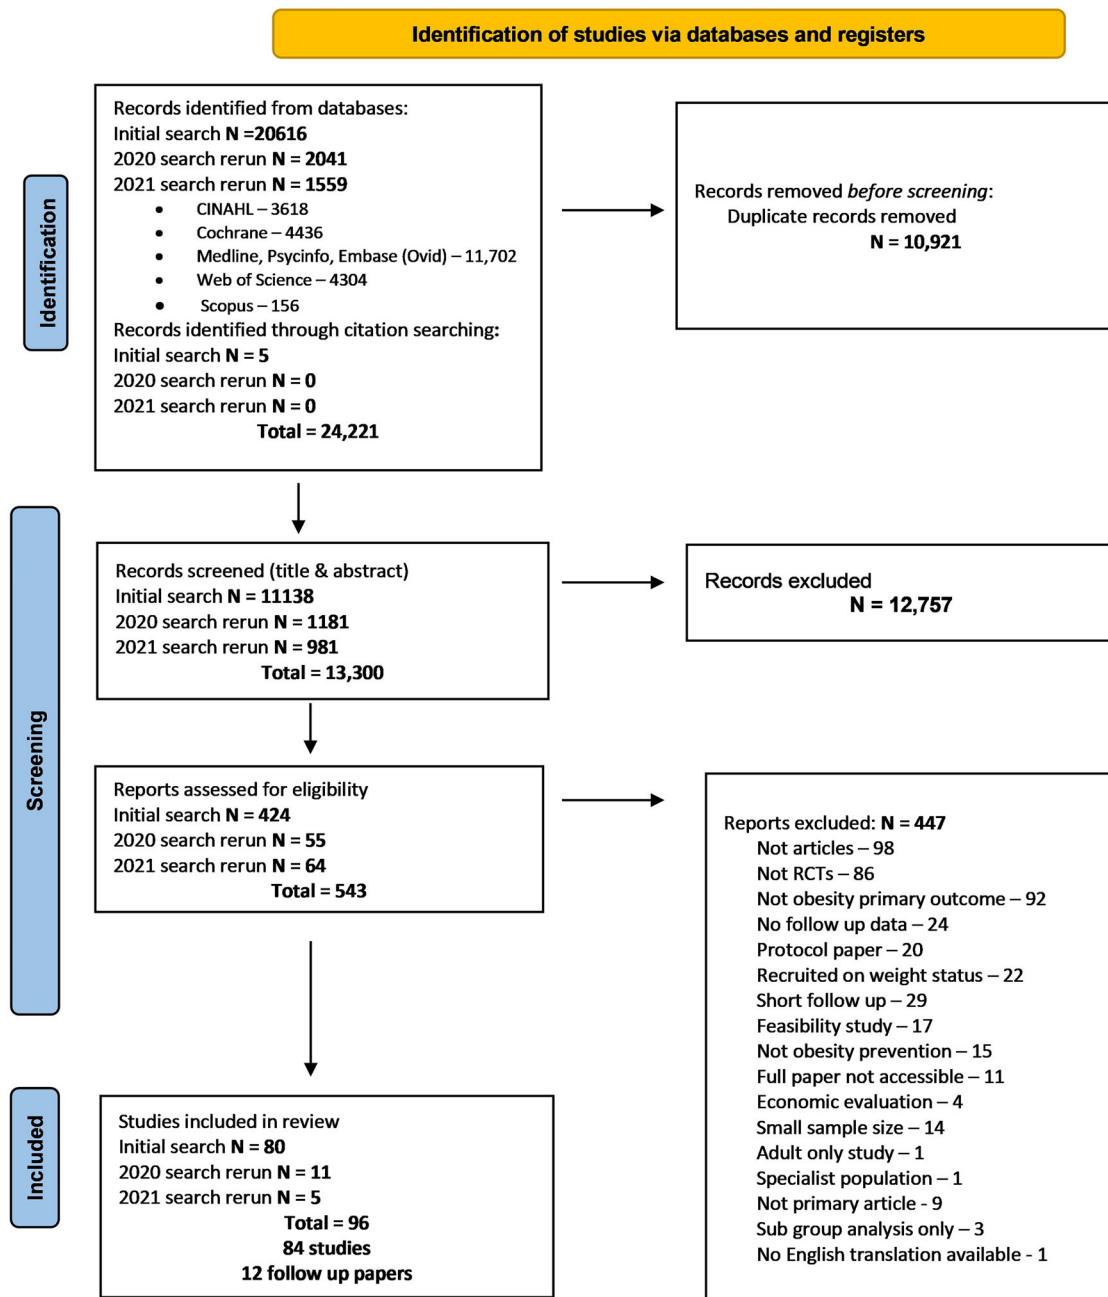 Identification of studies via databases and registers
Identification
Records identified from databases:
Initial search N =20616
2020 search rerun N = 2041
2021 search rerun N = 1559
• CINAHL – 3618
• Cochrane – 4436
• Medline, Psycinfo, Embase (Ovid) – 11,702
• Web of Science – 4304
• Scopus – 156
Records identified through citation searching:
Initial search N = 5
2020 search rerun N = 0
2021 search rerun N = 0
Total = 24,221
Records removed before screening:
Duplicate records removed
N = 10,921
Screening
Records screened (title & abstract)
Initial search N = 11138
2020 search rerun N = 1181
2021 search rerun N = 981
Total = 13,300
Records excluded
N = 12,757
Reports assessed for eligibility
Initial search N = 424
2020 search rerun N = 55
2021 search rerun N = 64
Total = 543
Reports excluded: N = 447
Not articles – 98
Not RCTs – 86
Not obesity primary outcome – 92
No follow up data – 24
Protocol paper – 20
Recruited on weight status – 22
Short follow up – 29
Feasibility study – 17
Not obesity prevention – 15
Full paper not accessible – 11
Economic evaluation – 4
Small sample size – 14
Adult only study – 1
Specialist population – 1
Not primary article - 9
Sub group analysis only – 3
No English translation available - 1
Included
Studies included in review
Initial search N = 80
2020 search rerun N = 11
2021 search rerun N = 5
Total = 96
84 studies
12 follow up papers